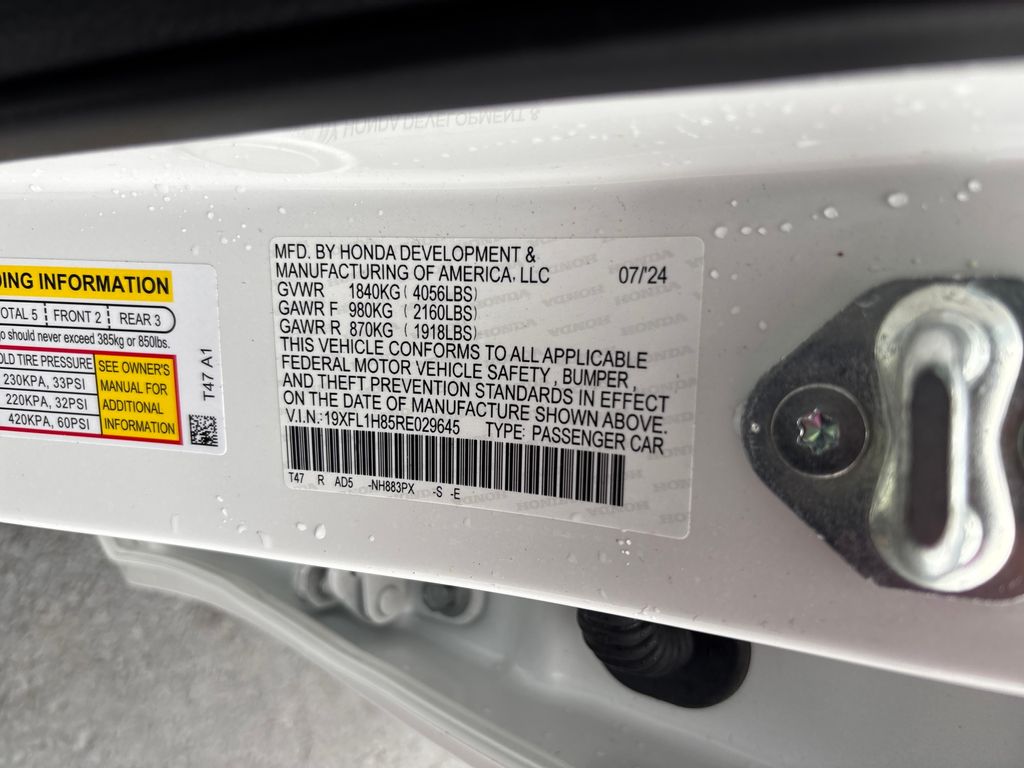 DING INFORMATION
OTAL 5 FRONT 2 REAR 3
go should never exceed 385kg or 850lbs.
OLD TIRE PRESSURE
230KPA, 33PSI
220KPA, 32PSI
420KPA, 60PSI
SEE OWNER'S
MANUAL FOR
ADDITIONAL
INFORMATION
T47 A1
MFD. BY HONDA DEVELOPMENT &
MANUFACTURING OF AMERICA, LLC 07/24
GVWR 1840KG ( 4056LBS)
GAWR F 980KG ( 2160LBS)
GAWR R 870KG ( 1918LBS)
THIS VEHICLE CONFORMS TO ALL APPLICABLE
FEDERAL MOTOR VEHICLE SAFETY, BUMPER,
AND THEFT PREVENTION STANDARDS IN EFFECT
ON THE DATE OF MANUFACTURE SHOWN ABOVE.
V.I.N.:19XFL1H85RE029645 TYPE: PASSENGER CAR
T47 R AD5 -NH883PX -S -E